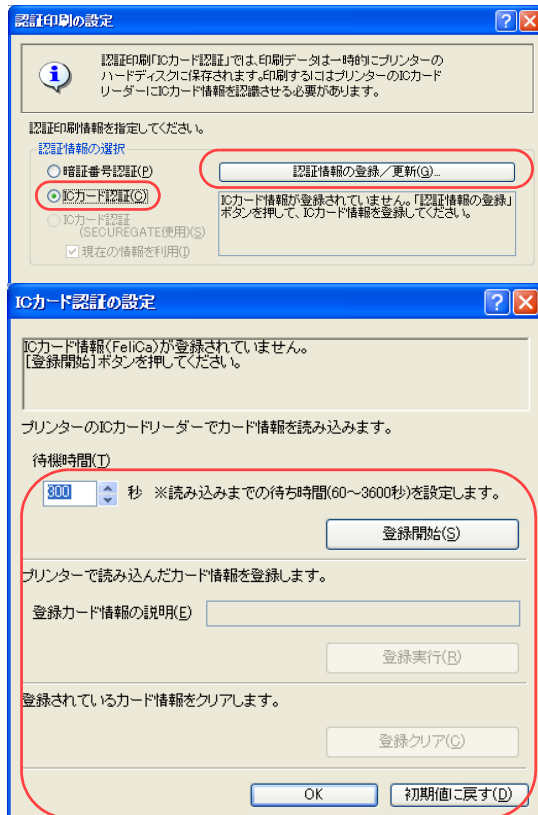 認証印刷の設定
認証印刷「ICカード認証」では、印刷データは一時的にプリンターの
ハードディスクに保存されます。印刷するにはプリンターのICカード
リーダーにICカード情報を認識させる必要があります。
認証印刷情報を指定してください。
認証情報の選択
暗証番号認証(P)
認証情報の登録／更新(G)...
ICカード認証(C)
ICカード情報が登録されていません。「認証情報の登録」
ボタンを押して、ICカード情報を登録してください。
ICカード認証
(SECUREGATE使用)(S)
現在の情報を利用(I)
ICカード認証の設定
ICカード情報(FeliCa)が登録されていません。
[登録開始]ボタンを押してください。
プリンターのICカードリーダーでカード情報を読み込みます。
待機時間(T)
300 秒 ※読み込みまでの待ち時間(60～3600秒)を設定します。
登録開始(S)
プリンターで読み込んだカード情報を登録します。
登録カード情報の説明(E)
登録実行(R)
登録されているカード情報をクリアします。
登録クリア(C)
OK 初期値に戻す(D)